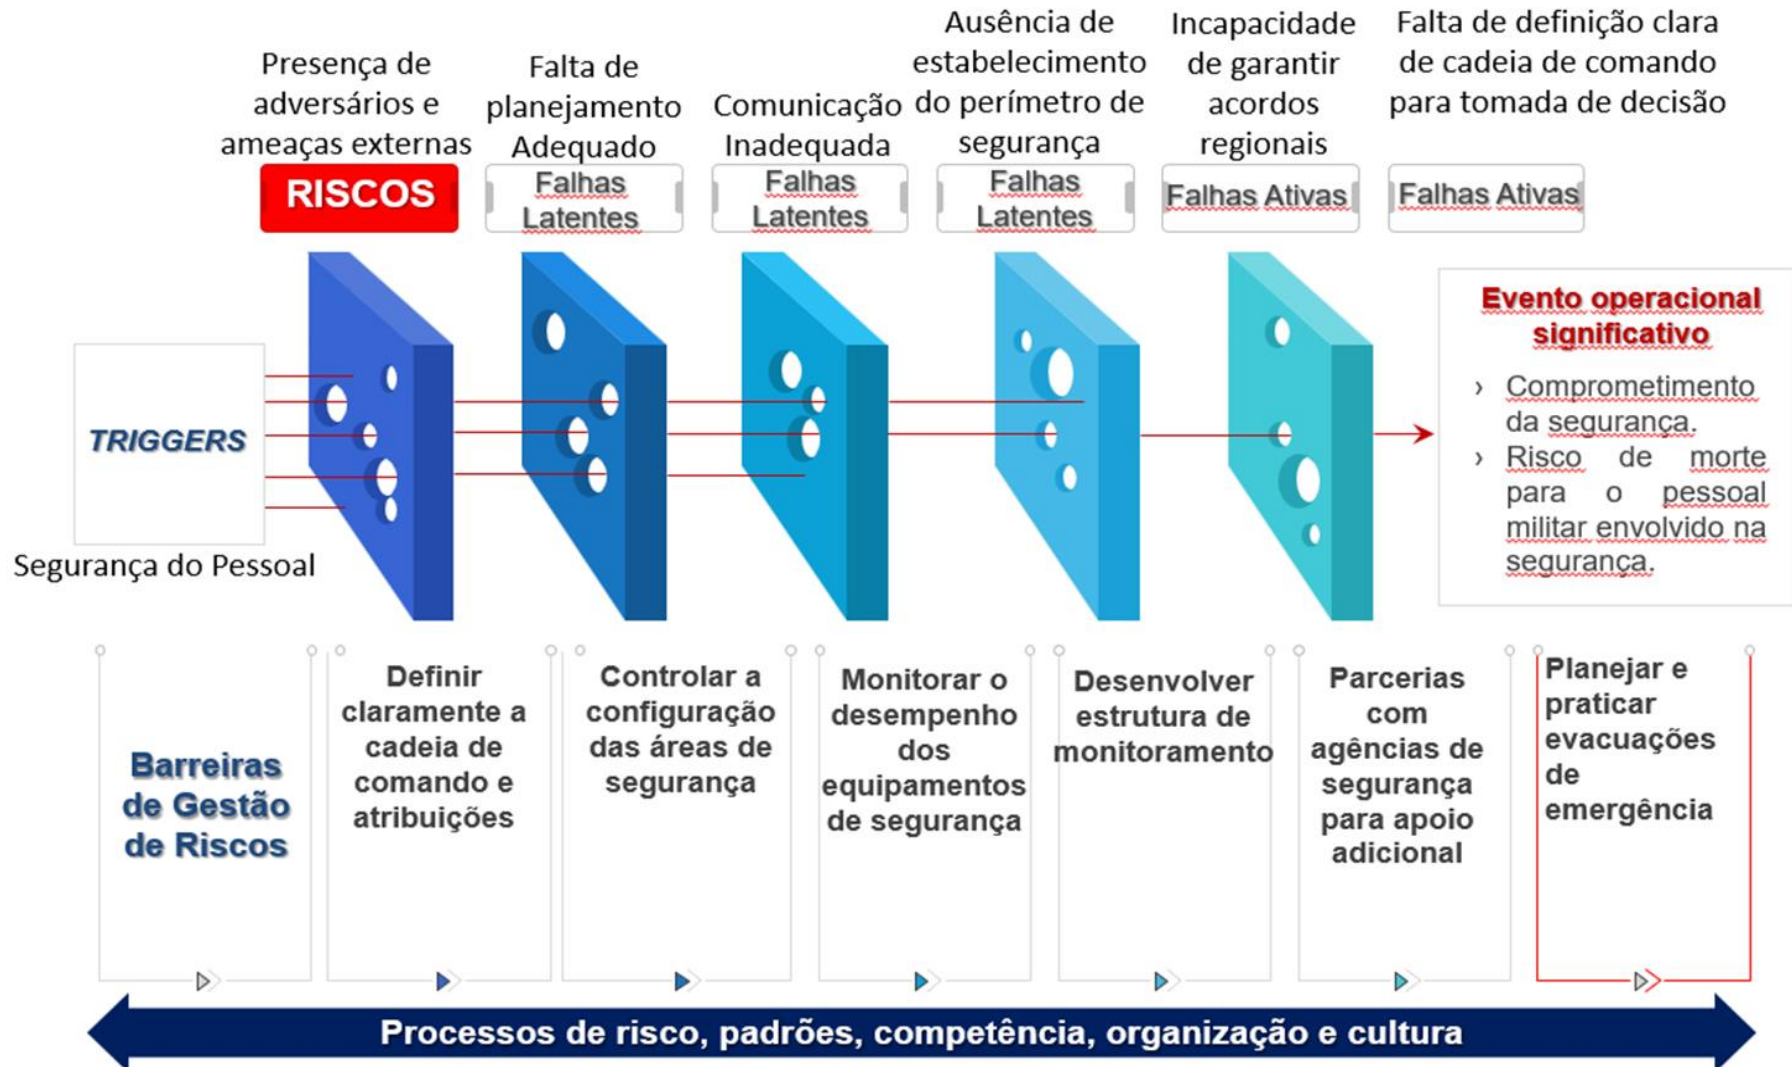 Presença de
adversários e
ameaças externas
RISCOS
Falta de
planejamento
Adequado
Falhas
Latentes
Comunicação
Inadequada
Falhas
Latentes
Ausência de
estabelecimento
do perímetro de
segurança
Falhas
Latentes
Incapacidade
de garantir
acordos
regionais
Falhas Ativas
Falta de definição clara
de cadeia de comando
para tomada de decisão
Falhas Ativas
TRIGGERS
Segurança do Pessoal
Evento operacional
significativo
› Comprometimento
da segurança.
› Risco de morte
para o pessoal
militar envolvido na
segurança.
Barreiras
de Gestão
de Riscos
Definir
claramente a
cadeia de
comando e
atribuições
Controlar a
configuração
das áreas de
segurança
Monitorar o
desempenho
dos
equipamentos
de segurança
Desenvolver
estrutura de
monitoramento
Parcerias
com
agências de
segurança
para apoio
adicional
Planejar e
praticar
evacuações
de
emergência
Processos de risco, padrões, competência, organização e cultura